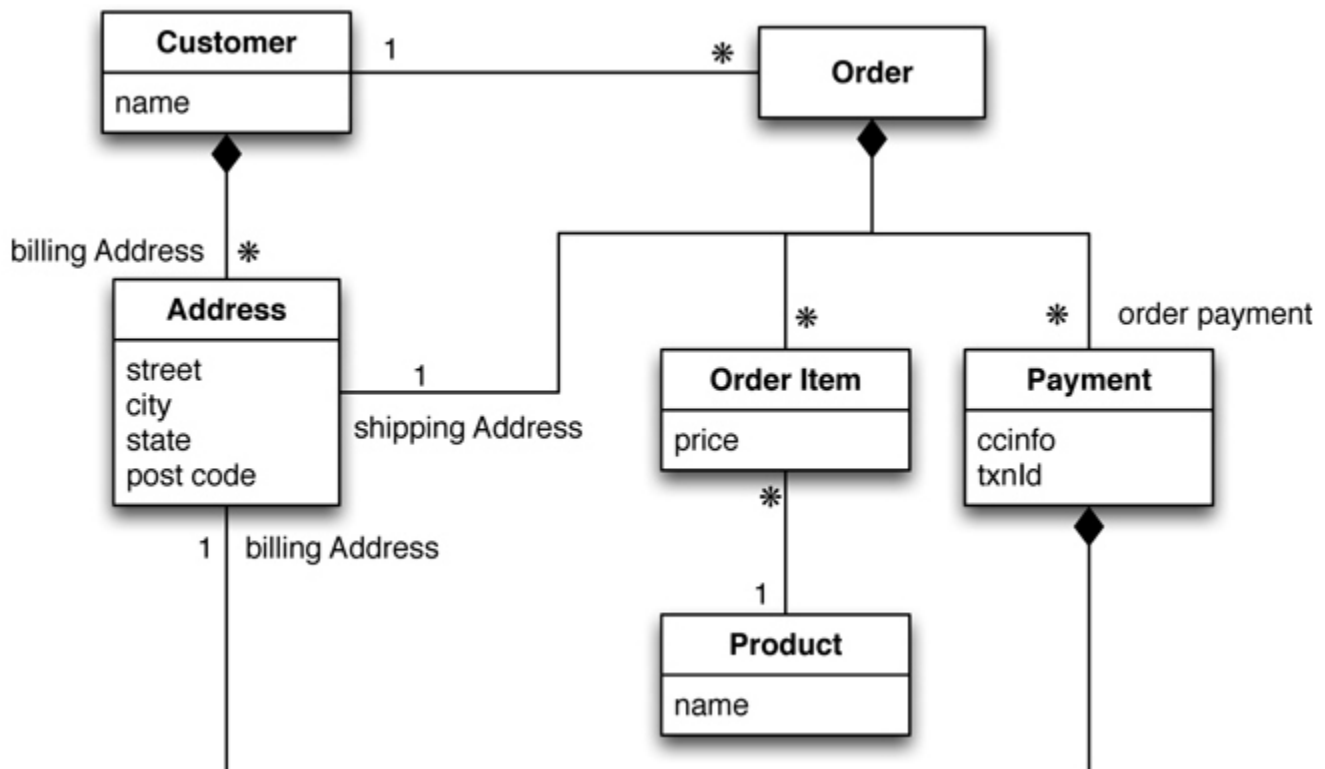 Customer
name
1
*
Order
billing Address
*
Address
street
city
state
post code
1
shipping Address
*
Order Item
price
*
order payment
Payment
ccinfo
txnId
*
1
Product
name
1
billing Address